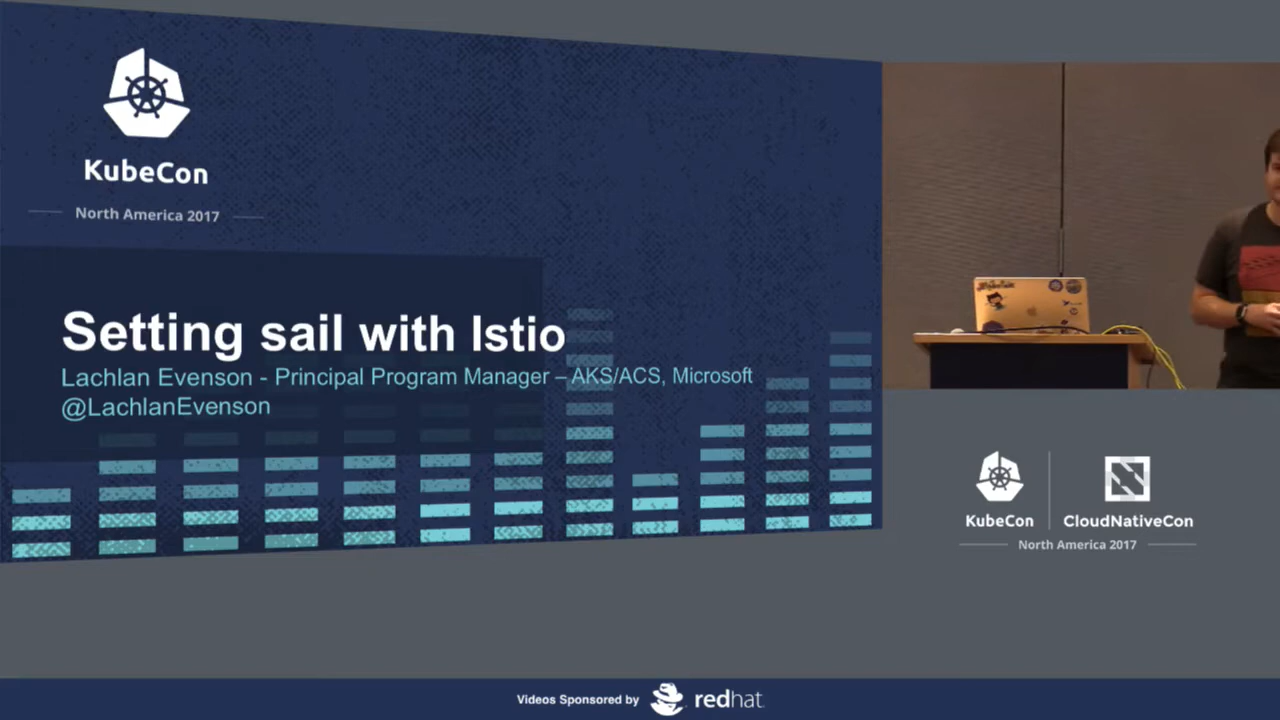 KubeCon
North America 2017
Setting sail with Istio
Lachlan Evenson - Principal Program Manager – AKS/ACS, Microsoft
@LachlanEvenson
KubeCon
CloudNativeCon
North America 2017
Videos Sponsored by
redhat